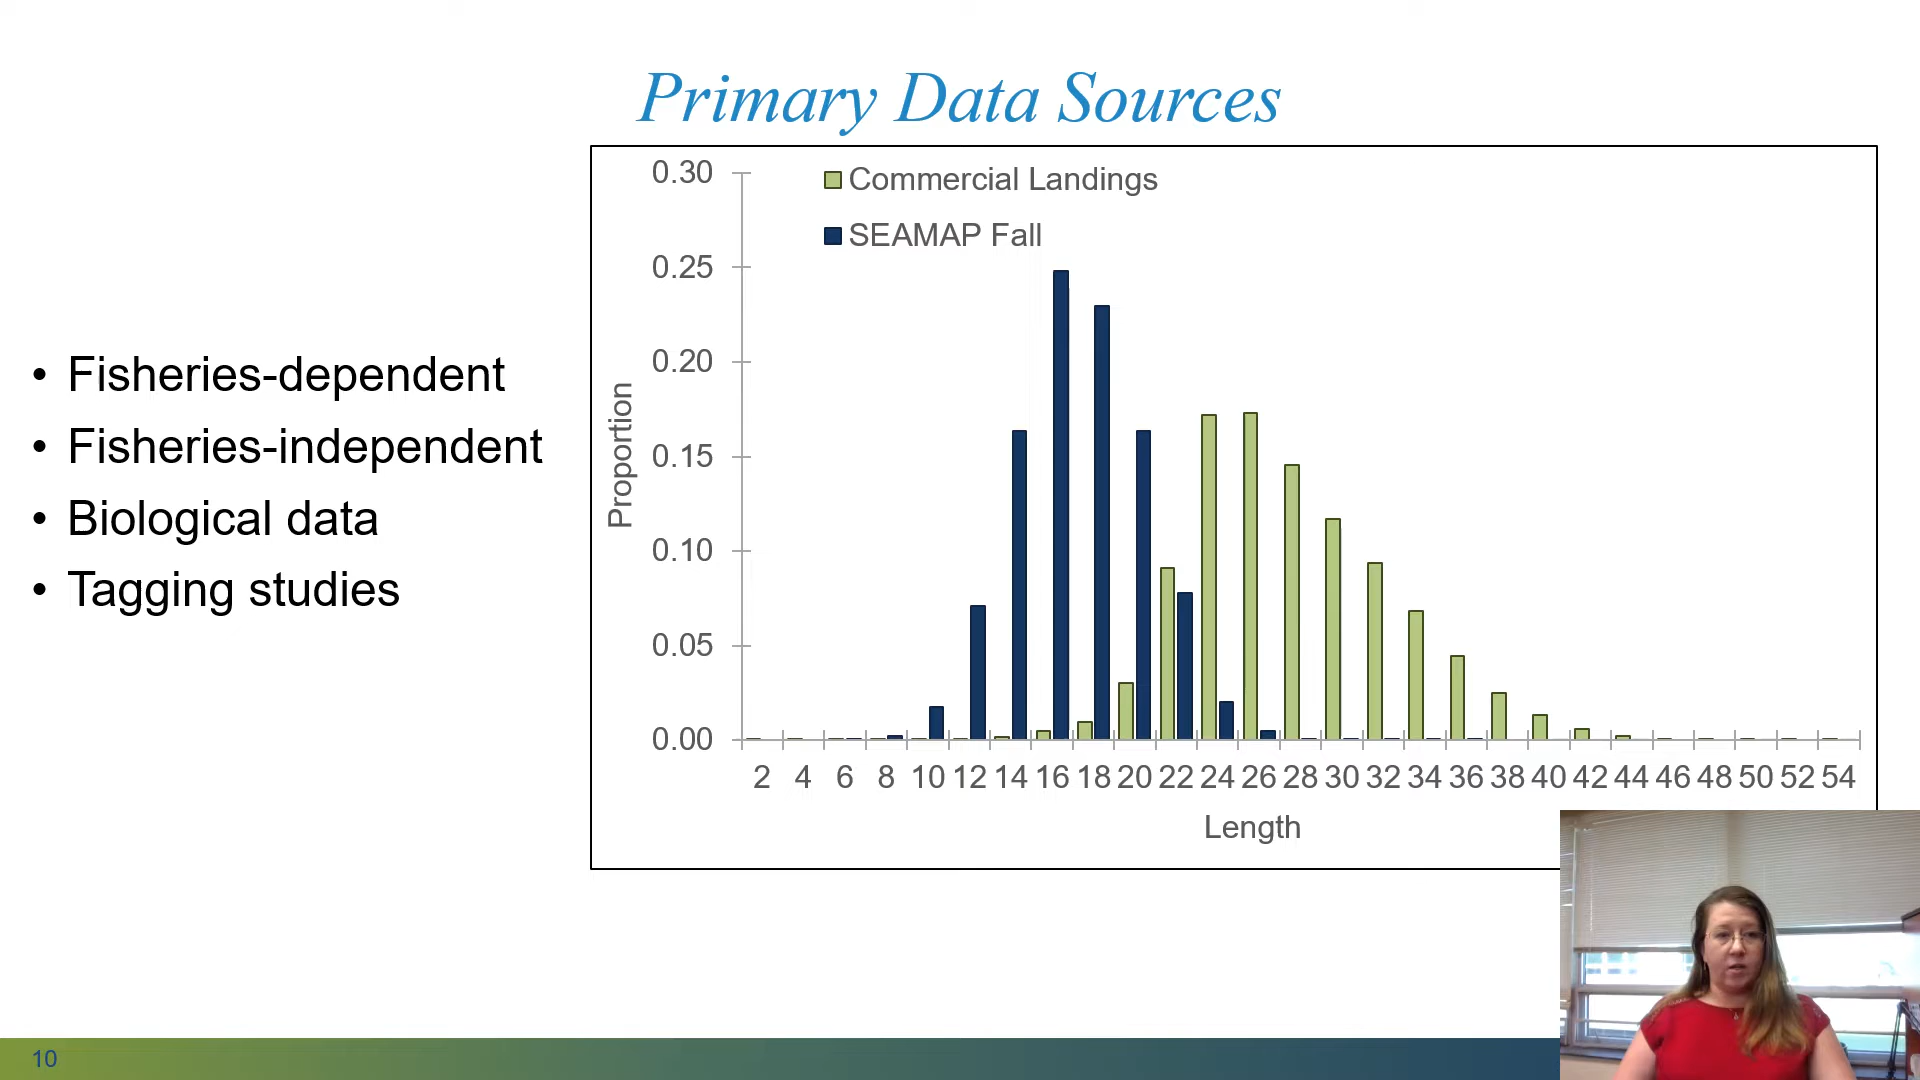 Primary Data Sources
• Fisheries-dependent
• Fisheries-independent
• Biological data
• Tagging studies
Commercial Landings
SEAMAP Fall
Proportion
0.30
0.25
0.20
0.15
0.10
0.05
0.00
2 4 6 8 10 12 14 16 18 20 22 24 26 28 30 32 34 36 38 40 42 44 46 48 50 52 54
Length
10